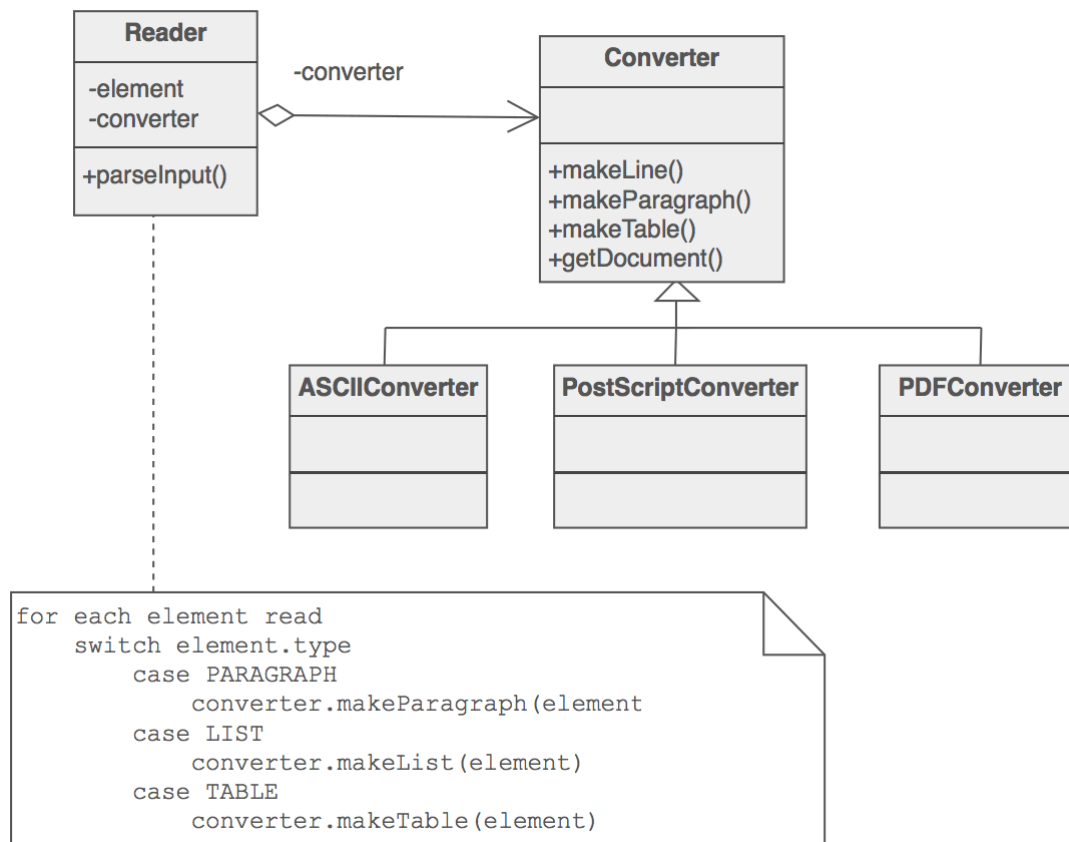 Reader
-element
-converter
+parseInput()
-converter
Converter
+makeLine()
+makeParagraph()
+makeTable()
+getDocument()
ASCIIConverter
PostScriptConverter
PDFConverter
for each element read
    switch element.type
        case PARAGRAPH
            converter.makeParagraph(element
        case LIST
            converter.makeList(element)
        case TABLE
            converter.makeTable(element)